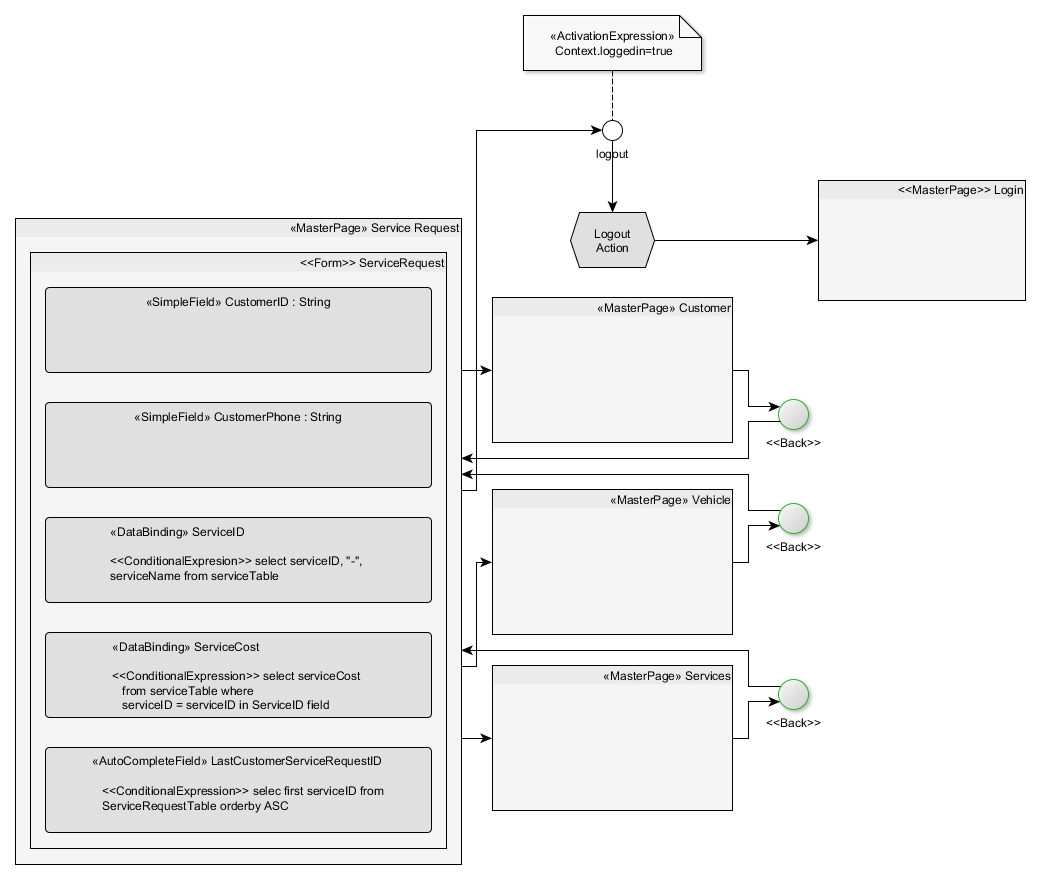 «ActivationExpression»
Context.loggedin=true
logout
<<MasterPage>> Login
Logout
Action
«MasterPage» Service Request
<<Form>> ServiceRequest
«SimpleField» CustomerID : String
«MasterPage» Customer
«SimpleField» CustomerPhone : String
<<Back>>
«MasterPage» Vehicle
«DataBinding» ServiceID
<<ConditionalExpresion>> select serviceID, "-",
serviceName from serviceTable
<<Back>>
«DataBinding» ServiceCost
<<ConditionalExpression>> select serviceCost
from serviceTable where
serviceID = serviceID in ServiceID field
«MasterPage» Services
<<Back>>
«AutoCompleteField» LastCustomerServiceRequestID
<<ConditionalExpression>> selec first serviceID from
ServiceRequestTable orderby ASC